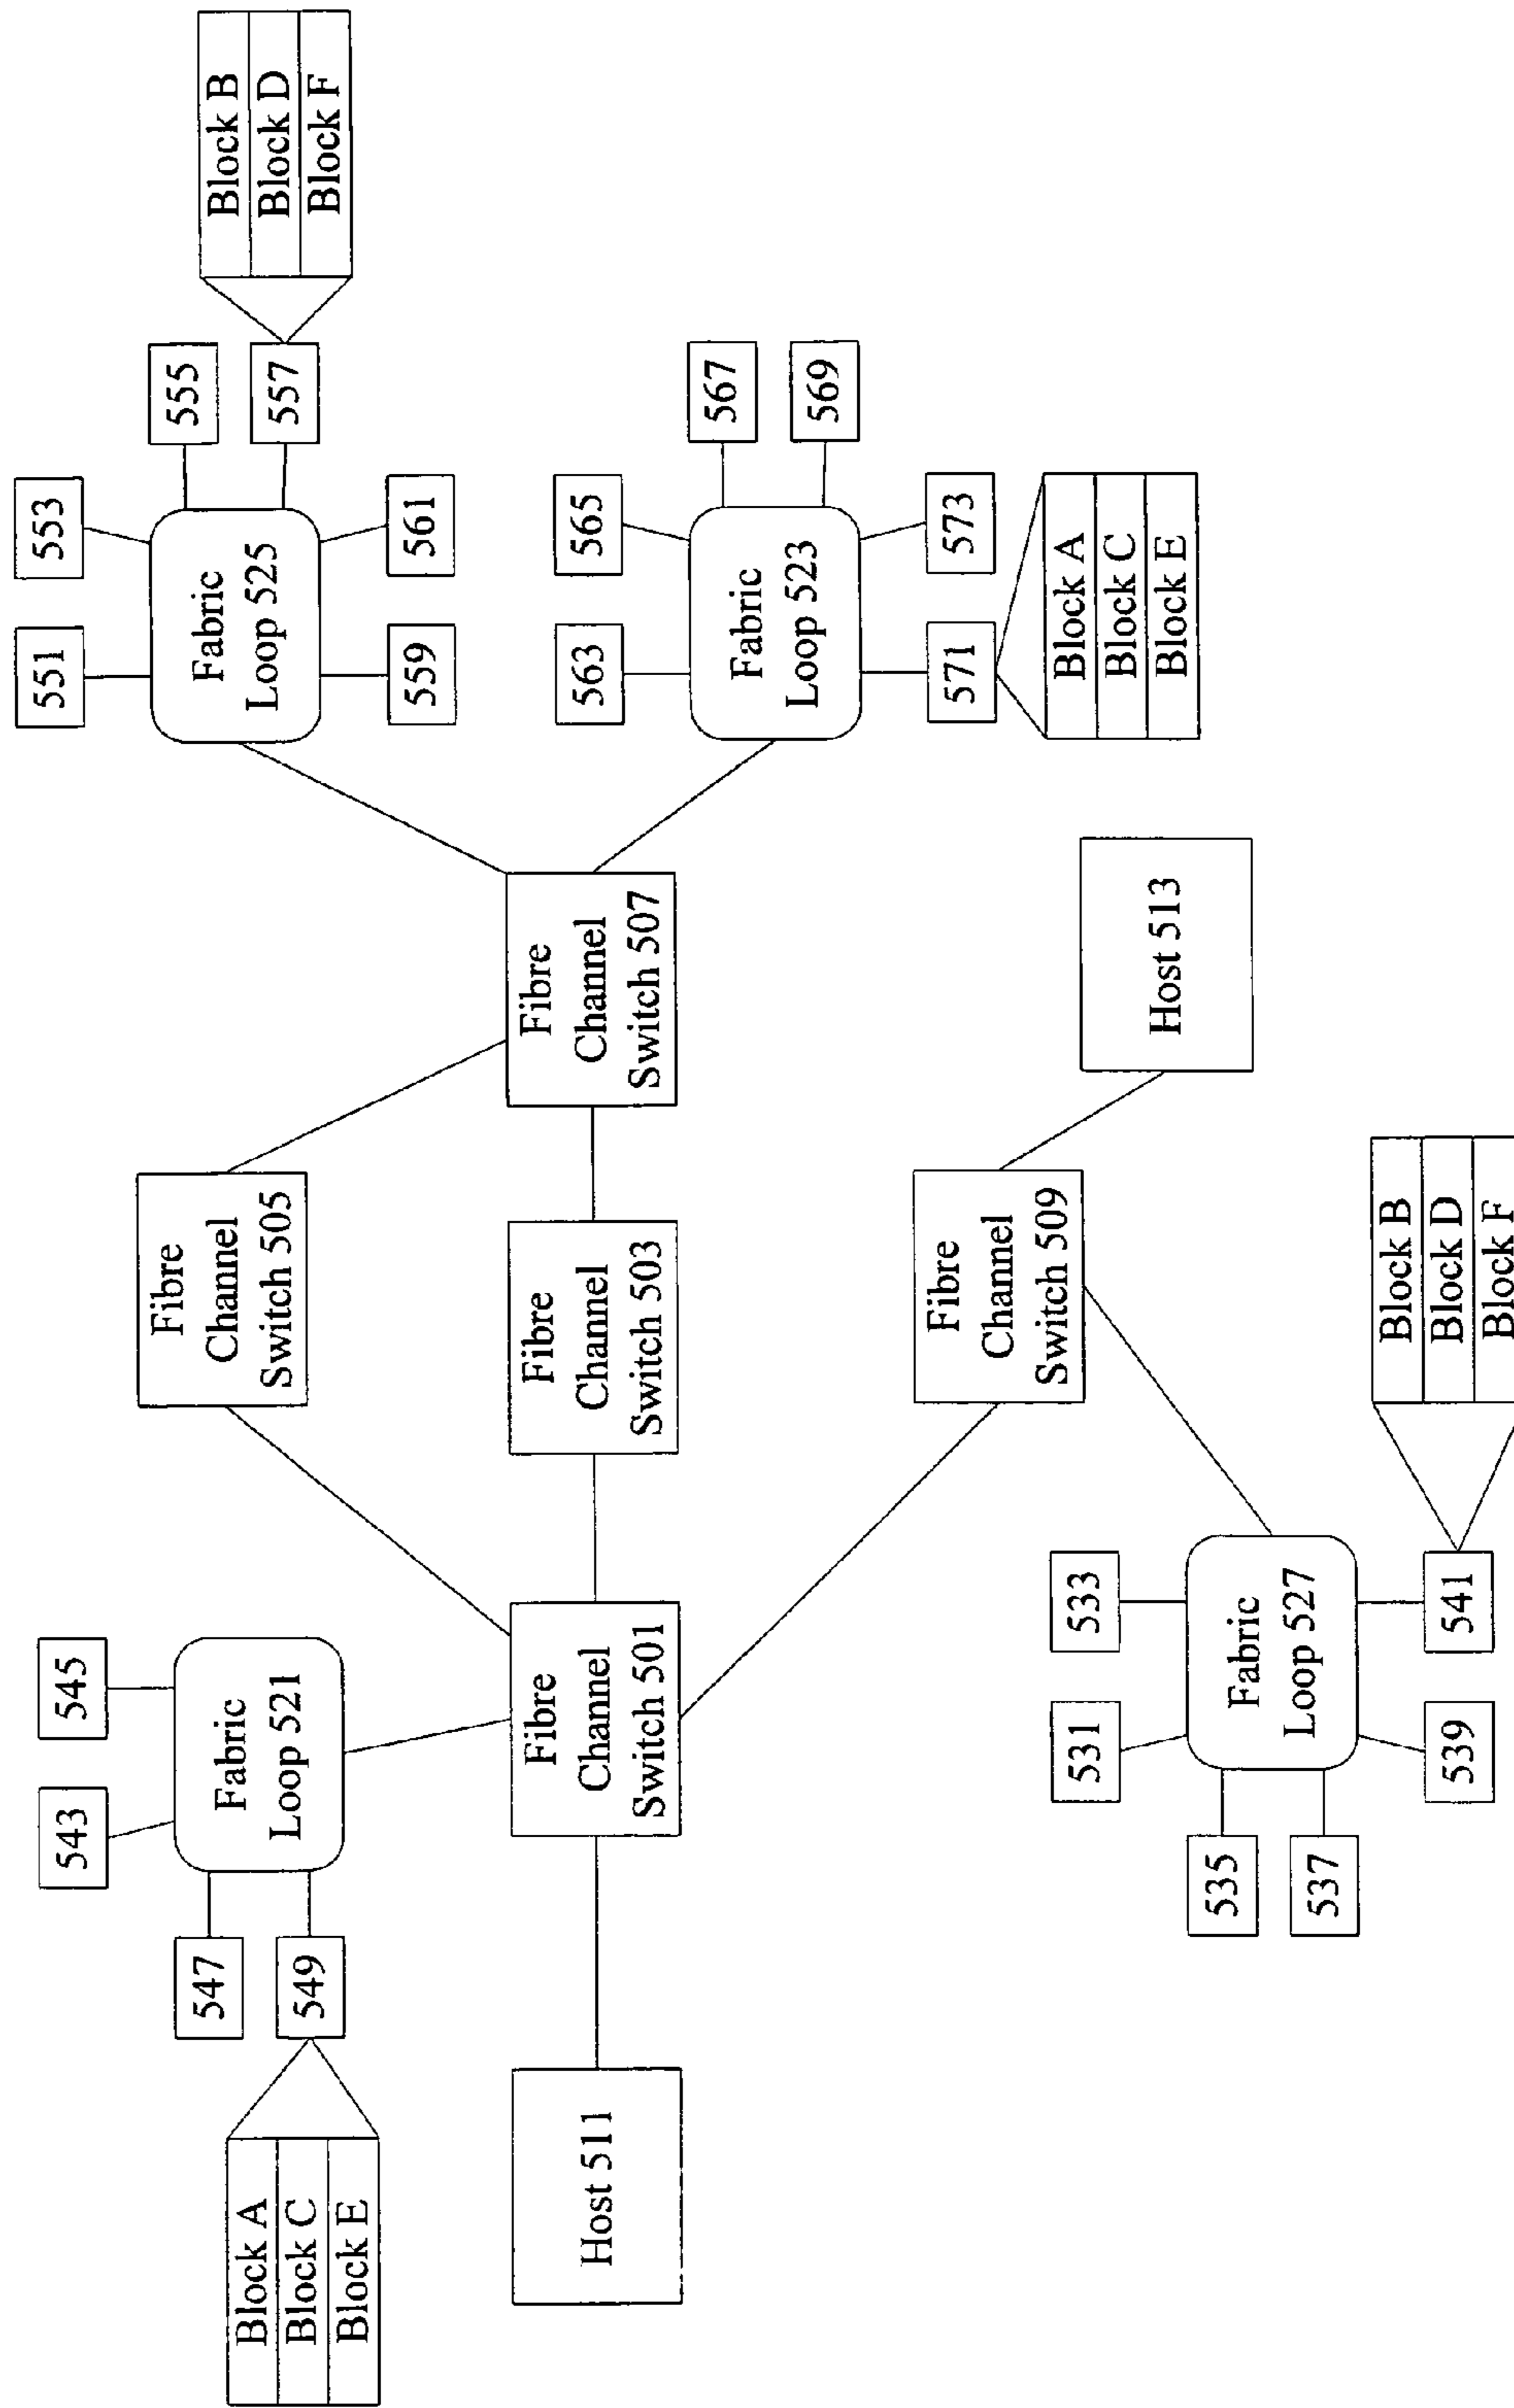 Block A
Block C
Block E
547
549
543
545
Fabric
Loop 521
Host 511
Fibre
Channel
Switch 501
Fibre
Channel
Switch 505
Fibre
Channel
Switch 503
Fibre
Channel
Switch 507
Fabric
Loop 525
551
553
555
557
559
561
Block B
Block D
Block F
Fabric
Loop 523
563
565
567
569
571
573
Block A
Block C
Block E
Fibre
Channel
Switch 509
Host 513
Fabric
Loop 527
531
533
535
537
539
541
Block B
Block D
Block F